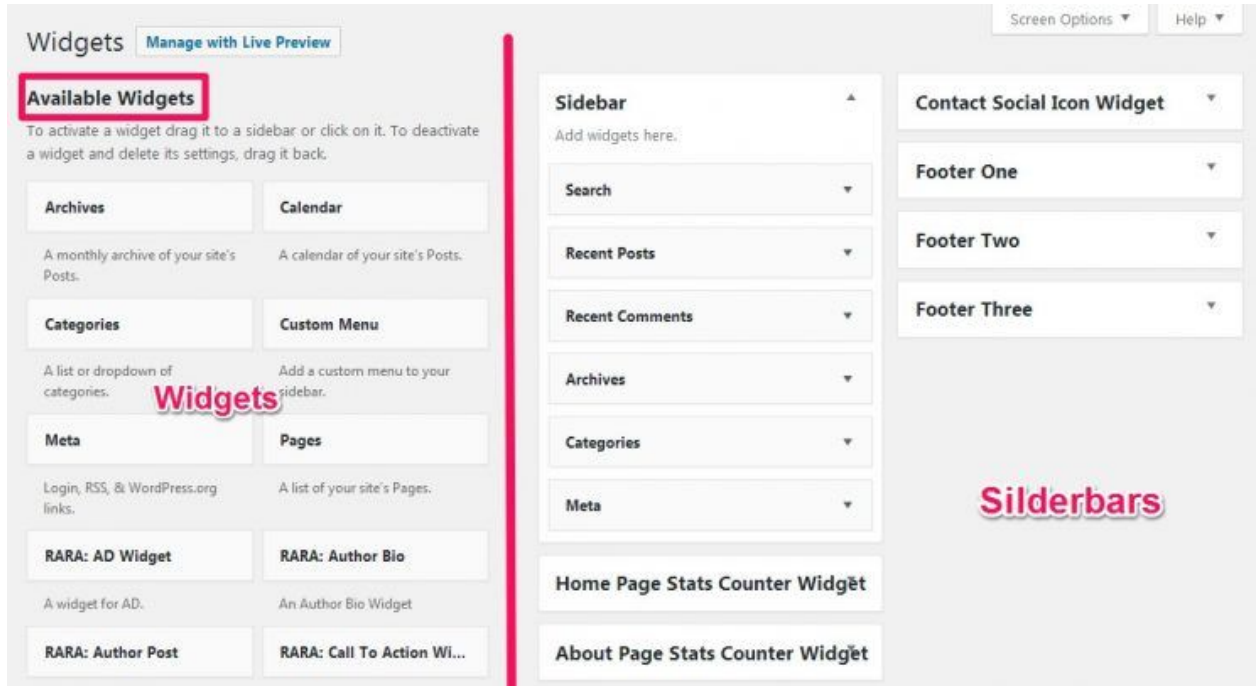 Screen Options
Help
Widgets
Manage with Live Preview
Available Widgets
To activate a widget drag it to a sidebar or click on it. To deactivate
a widget and delete its settings, drag it back.
Archives
Calendar
A monthly archive of your site's
Posts.
A calendar of your site's Posts.
Categories
Custom Menu
A list or dropdown of
categories.
Add a custom menu to your
sidebar.
Widgets
Meta
Pages
Login, RSS, & WordPress.org
links.
A list of your site's Pages.
RARA: AD Widget
RARA: Author Bio
A widget for AD.
An Author Bio Widget
RARA: Author Post
RARA: Call To Action Wi...
Sidebar
Add widgets here.
Search
Recent Posts
Recent Comments
Archives
Categories
Meta
Home Page Stats Counter Widget
About Page Stats Counter Widget
Contact Social Icon Widget
Footer One
Footer Two
Footer Three
Silderbars